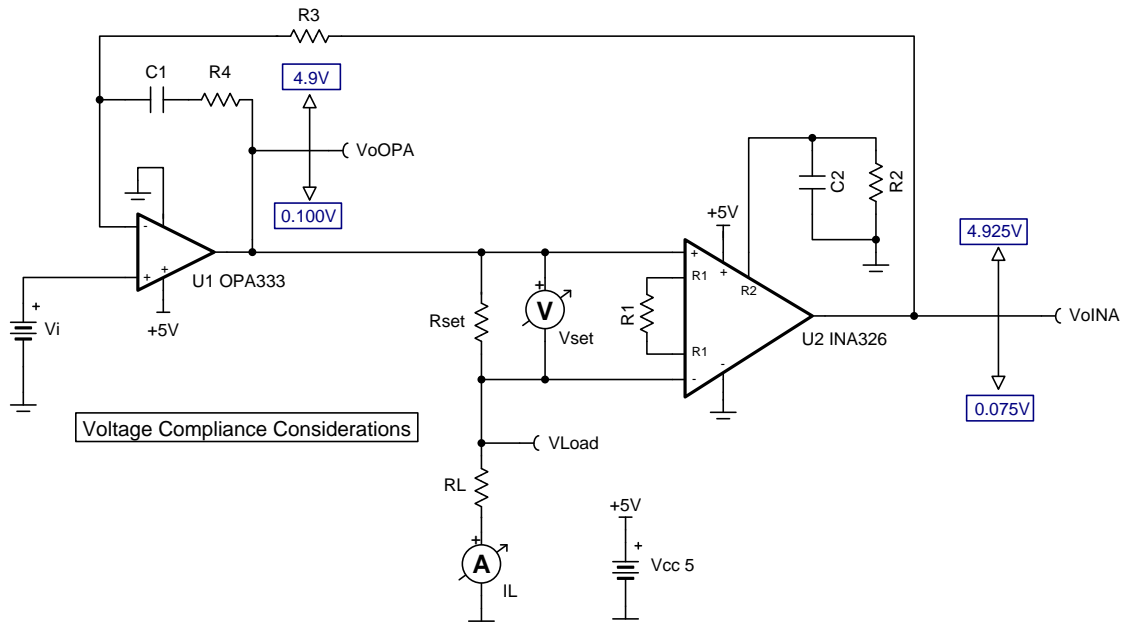 R3
C1
R4
4.9V
VoOPA
0.100V
-
+
+
U1 OPA333
+5V
+
Vi
Rset
+
V
Vset
+5V
+
+
R1
R1
R1
-
-
R2
C2
R2
U2 INA326
4.925V
VoINA
0.075V
Voltage Compliance Considerations
VLoad
RL
+
A
IL
+5V
+
Vcc 5